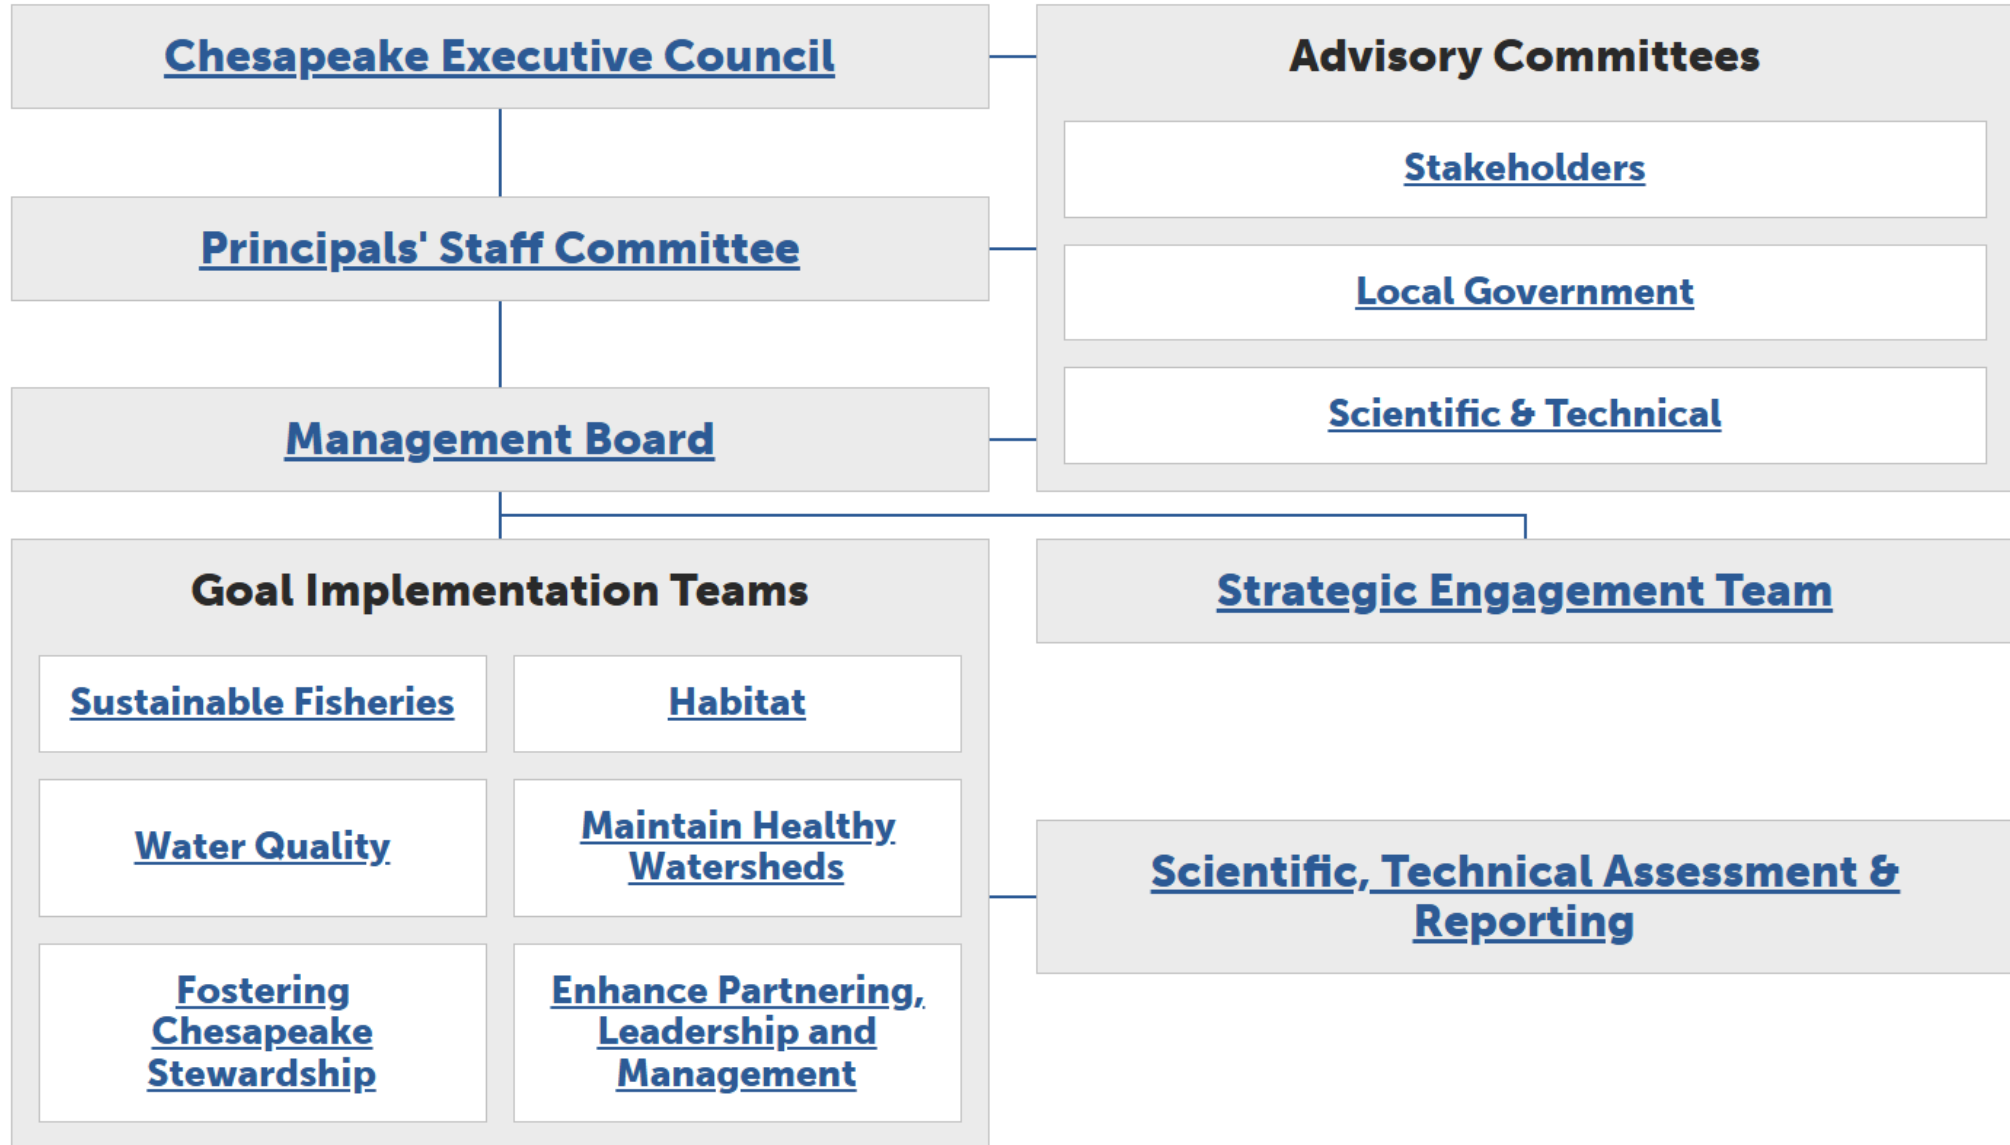 Chesapeake Executive Council
Principals' Staff Committee
Management Board
Advisory Committees
Stakeholders
Local Government
Scientific & Technical
Goal Implementation Teams
Sustainable Fisheries
Habitat
Water Quality
Maintain Healthy
Watersheds
Fostering
Chesapeake
Stewardship
Enhance Partnering,
Leadership and
Management
Strategic Engagement Team
Scientific, Technical Assessment &
Reporting